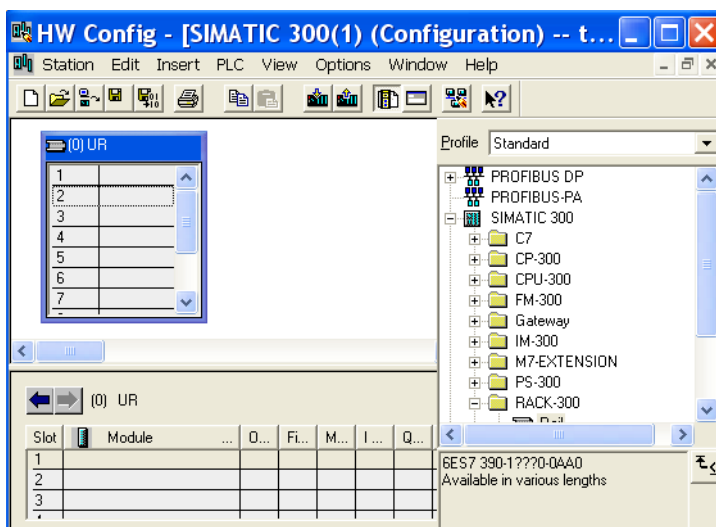 HW Config - [SIMATIC 300(1) (Configuration) -- t...
Station Edit Insert PLC View Options Window Help
(0) UR
1
2
3
4
5
6
7
Profile Standard
PROFIBUS DP
PROFIBUS-PA
SIMATIC 300
C7
CP-300
CPU-300
FM-300
Gateway
IM-300
M7-EXTENSION
PS-300
RACK-300
(0) UR
Slot Module ... O... Fi... M... I ... Q...
1
2
3
6ES7 390-1???0-0AA0
Available in various lengths